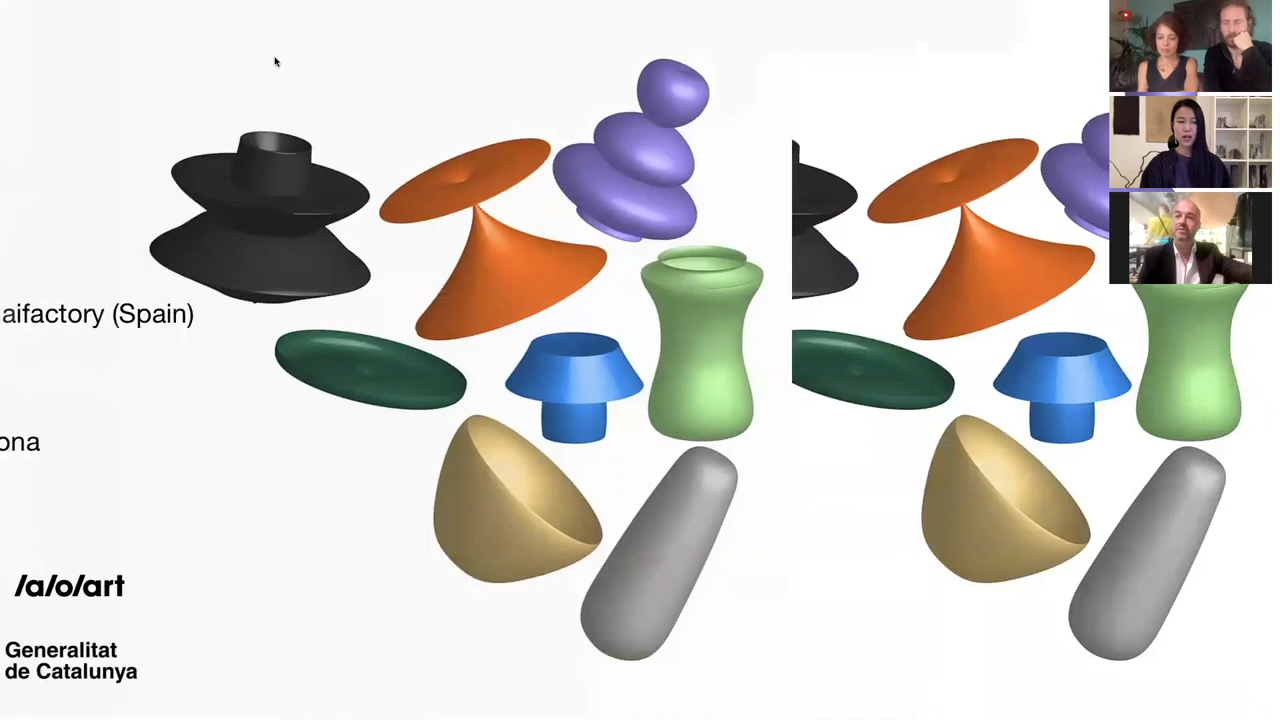 aifactory (Spain)
ona
/a/o/art
Generalitat
de Catalunya